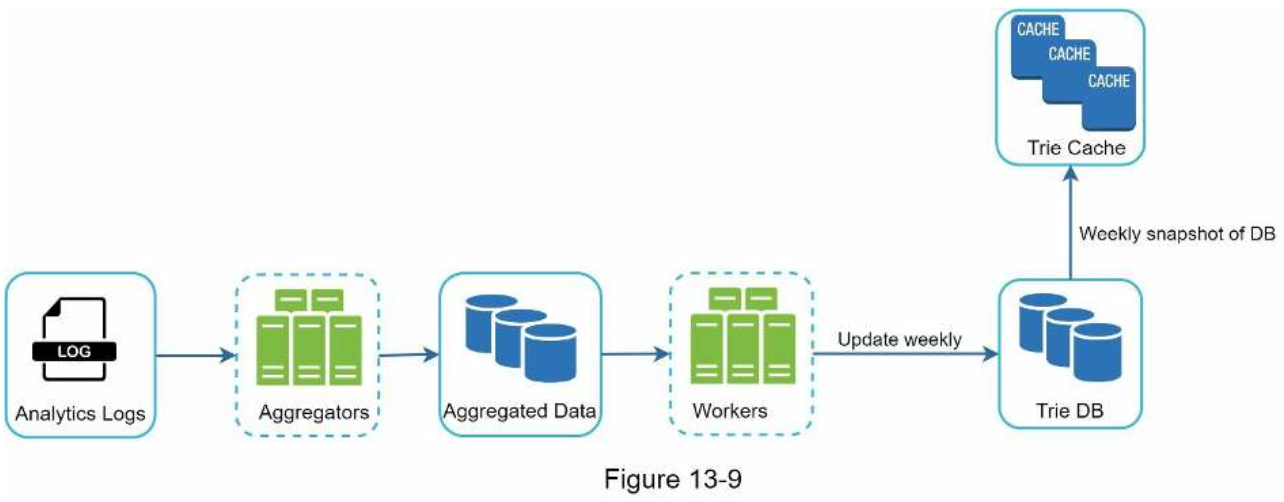 CACHE
CACHE
CACHE
Trie Cache
Weekly snapshot of DB
LOG
Update weekly
Analytics Logs
Aggregators
Aggregated Data
Workers
Trie DB
Figure 13-9